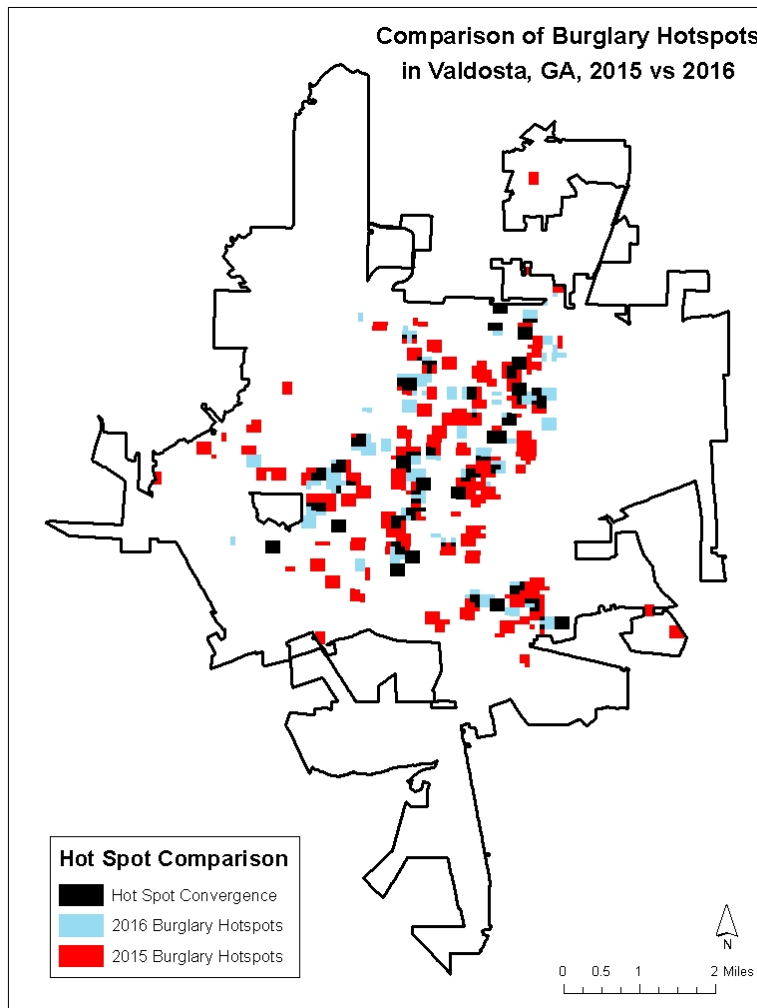 Comparison of Burglary Hotspots
in Valdosta, GA, 2015 vs 2016
Hot Spot Comparison
Hot Spot Convergence
2016 Burglary Hotspots
2015 Burglary Hotspots
N
0 0.5 1 2 Miles